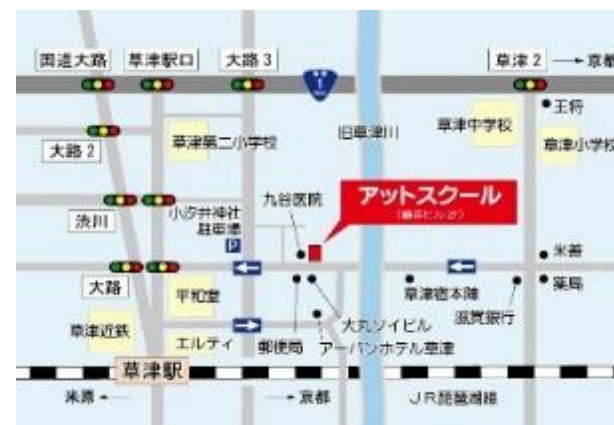 国道大路
草津駅口
大路3
草津2
→京都
1
王将
大路2
草津第二小学校
旧草津川
草津中学校
草津小学校
渋川
小汐井神社
駐車場
P
九谷医院
アットスクール
大路
平和堂
草津宿本陣
滋賀銀行
米善
薬局
草津近鉄
エルティ
郵便局
大丸ソイビル
アーバンホテル草津
草津駅
米原←
→京都
JR琵琶湖線